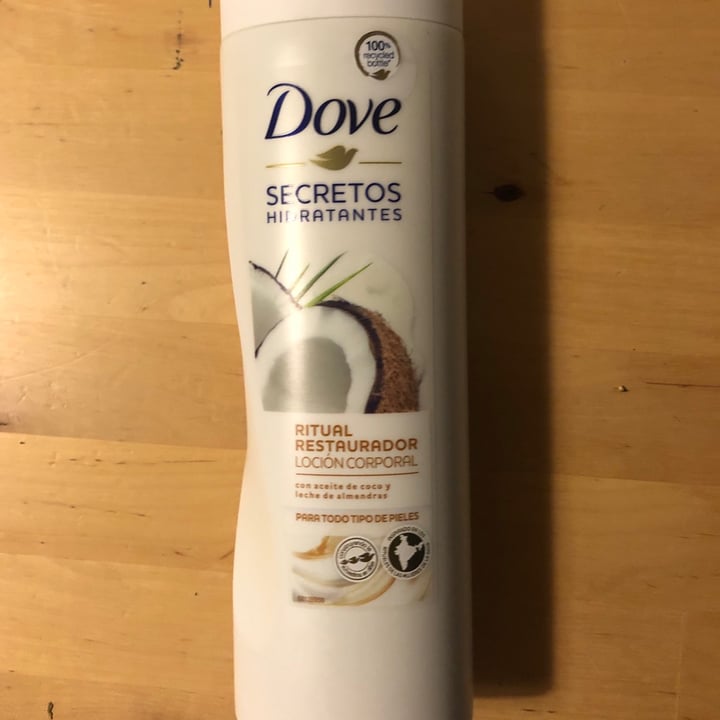 100%
recycled
bottle*
Dove
SECRETOS
HIDRATANTES
RITUAL
RESTAURADOR
LOCIÓN CORPORAL
con aceite de coco y
leche de almendras
PARA TODO TIPO DE PIELES